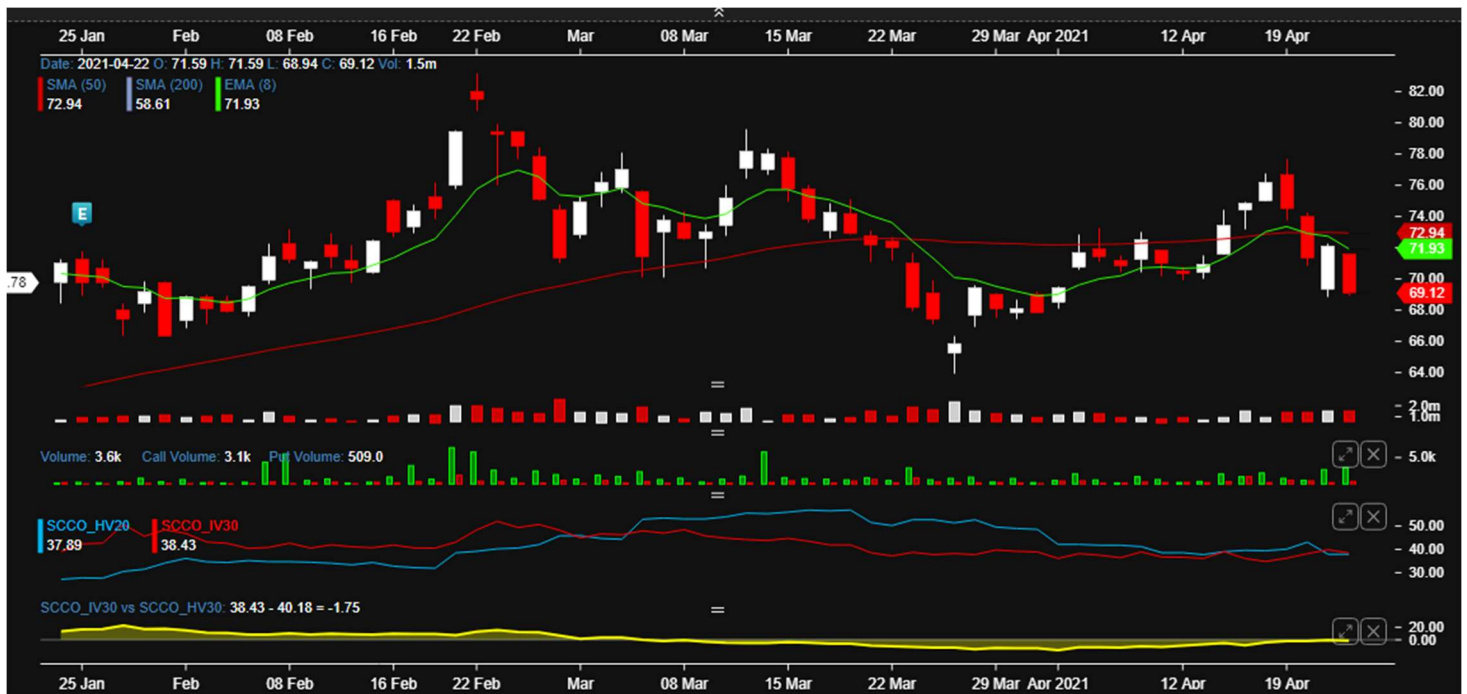 25 Jan Feb 08 Feb 16 Feb 22 Feb Mar 08 Mar 15 Mar 22 Mar 29 Mar Apr 2021 12 Apr 19 Apr
Date: 2021-04-22 O: 71.59 H: 71.59 L: 68.94 C: 69.12 Vol: 1.5m
SMA (50) SMA (200) EMA (8)
72.94 58.61 71.93
82.00
80.00
78.00
76.00
E
74.00
72.94
71.93
70.00
.78
69.12
68.00
66.00
64.00
2.0m
1.0m
Volume: 3.6k Call Volume: 3.1k Put Volume: 509.0
5.0k
SCCO_HV20 SCCO_IV30
37.89 38.43
50.00
40.00
30.00
SCCO_IV30 vs SCCO_HV30: 38.43 - 40.18 = -1.75
20.00
0.00
25 Jan Feb 08 Feb 16 Feb 22 Feb Mar 08 Mar 15 Mar 22 Mar 29 Mar Apr 2021 12 Apr 19 Apr